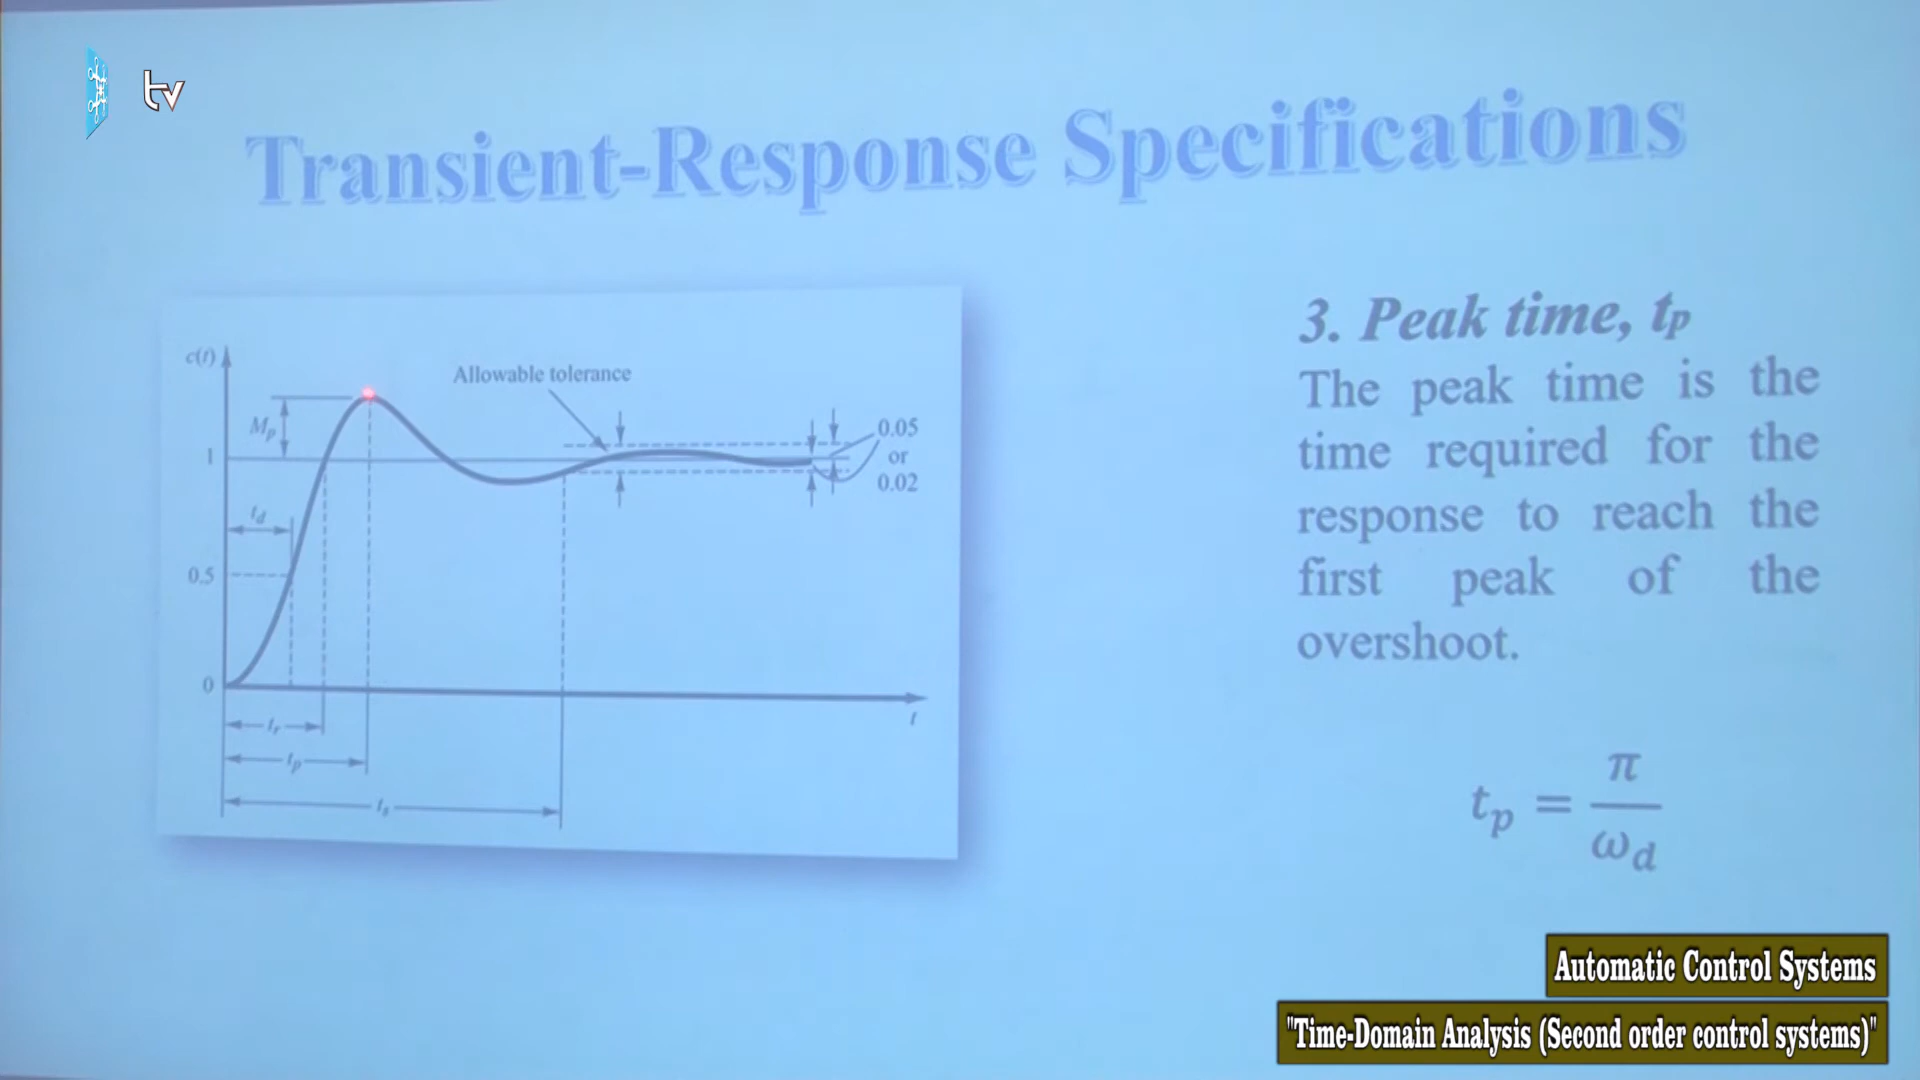 tv
Transient-Response Specifications
c(t)
Allowable tolerance
Mp
1
0.05
or
0.02
td
0.5
0
t
tr
tp
ts
3. Peak time, tp
The peak time is the
time required for the
response to reach the
first peak of the
overshoot.
tp = π / ωd
Automatic Control Systems
"Time-Domain Analysis (Second order control systems)"